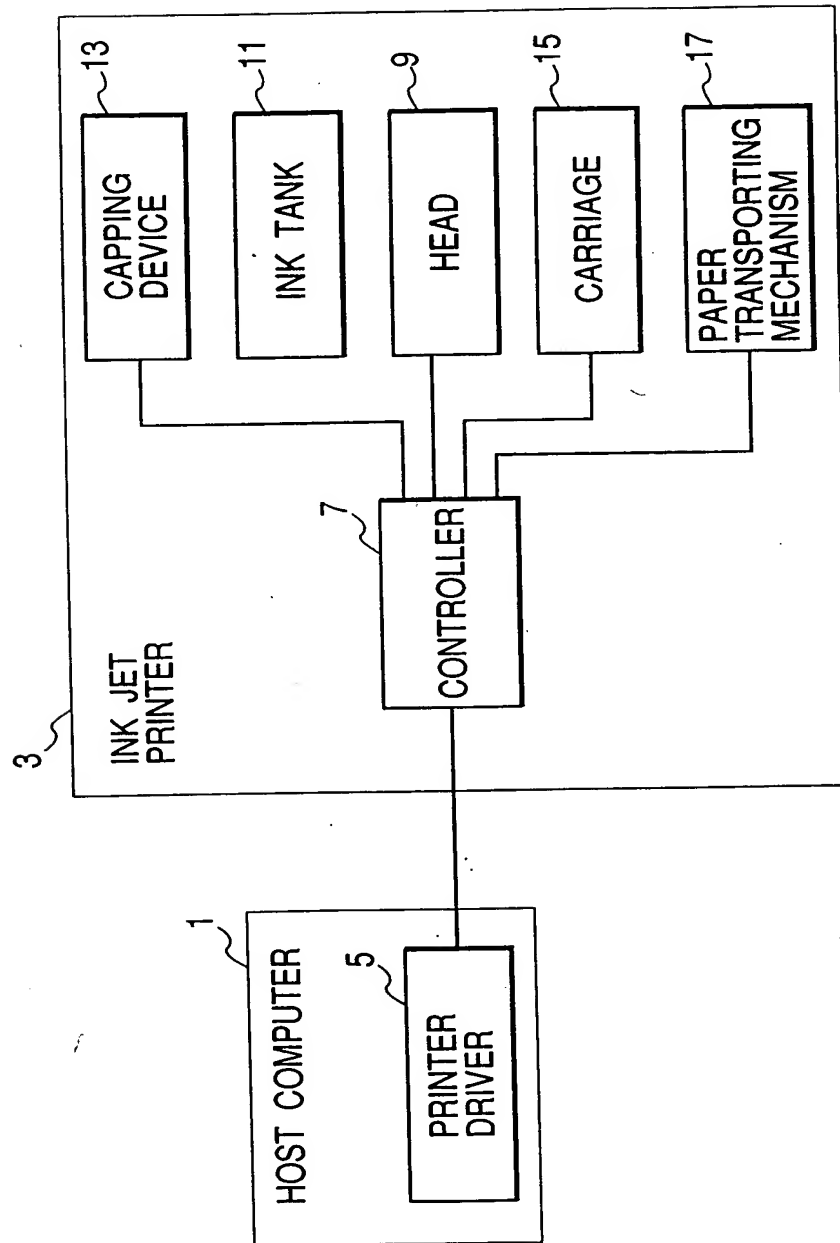 1
HOST COMPUTER
5
PRINTER
DRIVER
3
INK JET
PRINTER
7
CONTROLLER
13
CAPPING
DEVICE
11
INK TANK
9
HEAD
15
CARRIAGE
17
PAPER
TRANSPORTING
MECHANISM